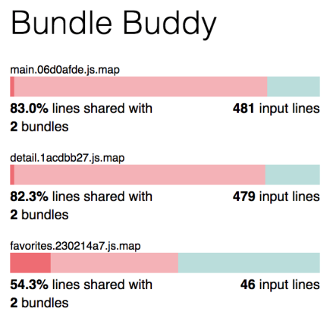 Bundle Buddy
main.06d0afde.js.map
83.0% lines shared with 481 input lines
2 bundles
detail.1acdbb27.js.map
82.3% lines shared with 479 input lines
2 bundles
favorites.230214a7.js.map
54.3% lines shared with 46 input lines
2 bundles